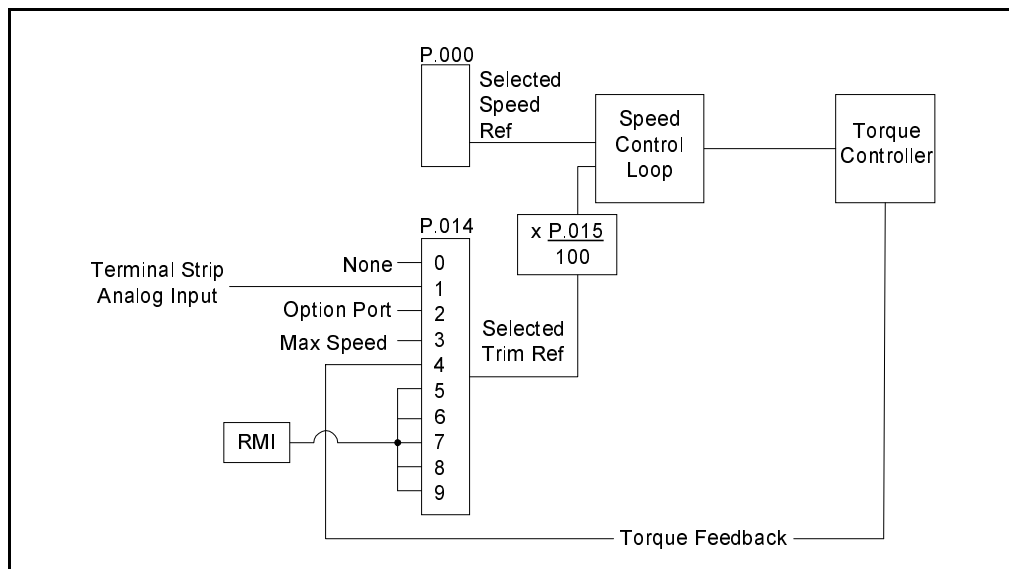 P.000
Selected
Speed
Ref
Speed
Control
Loop
Torque
Controller
P.014
x P.015
100
None
0
Terminal Strip
Analog Input
1
Option Port
2
Max Speed
3
Selected
Trim Ref
4
5
6
RMI
7
8
9
Torque Feedback